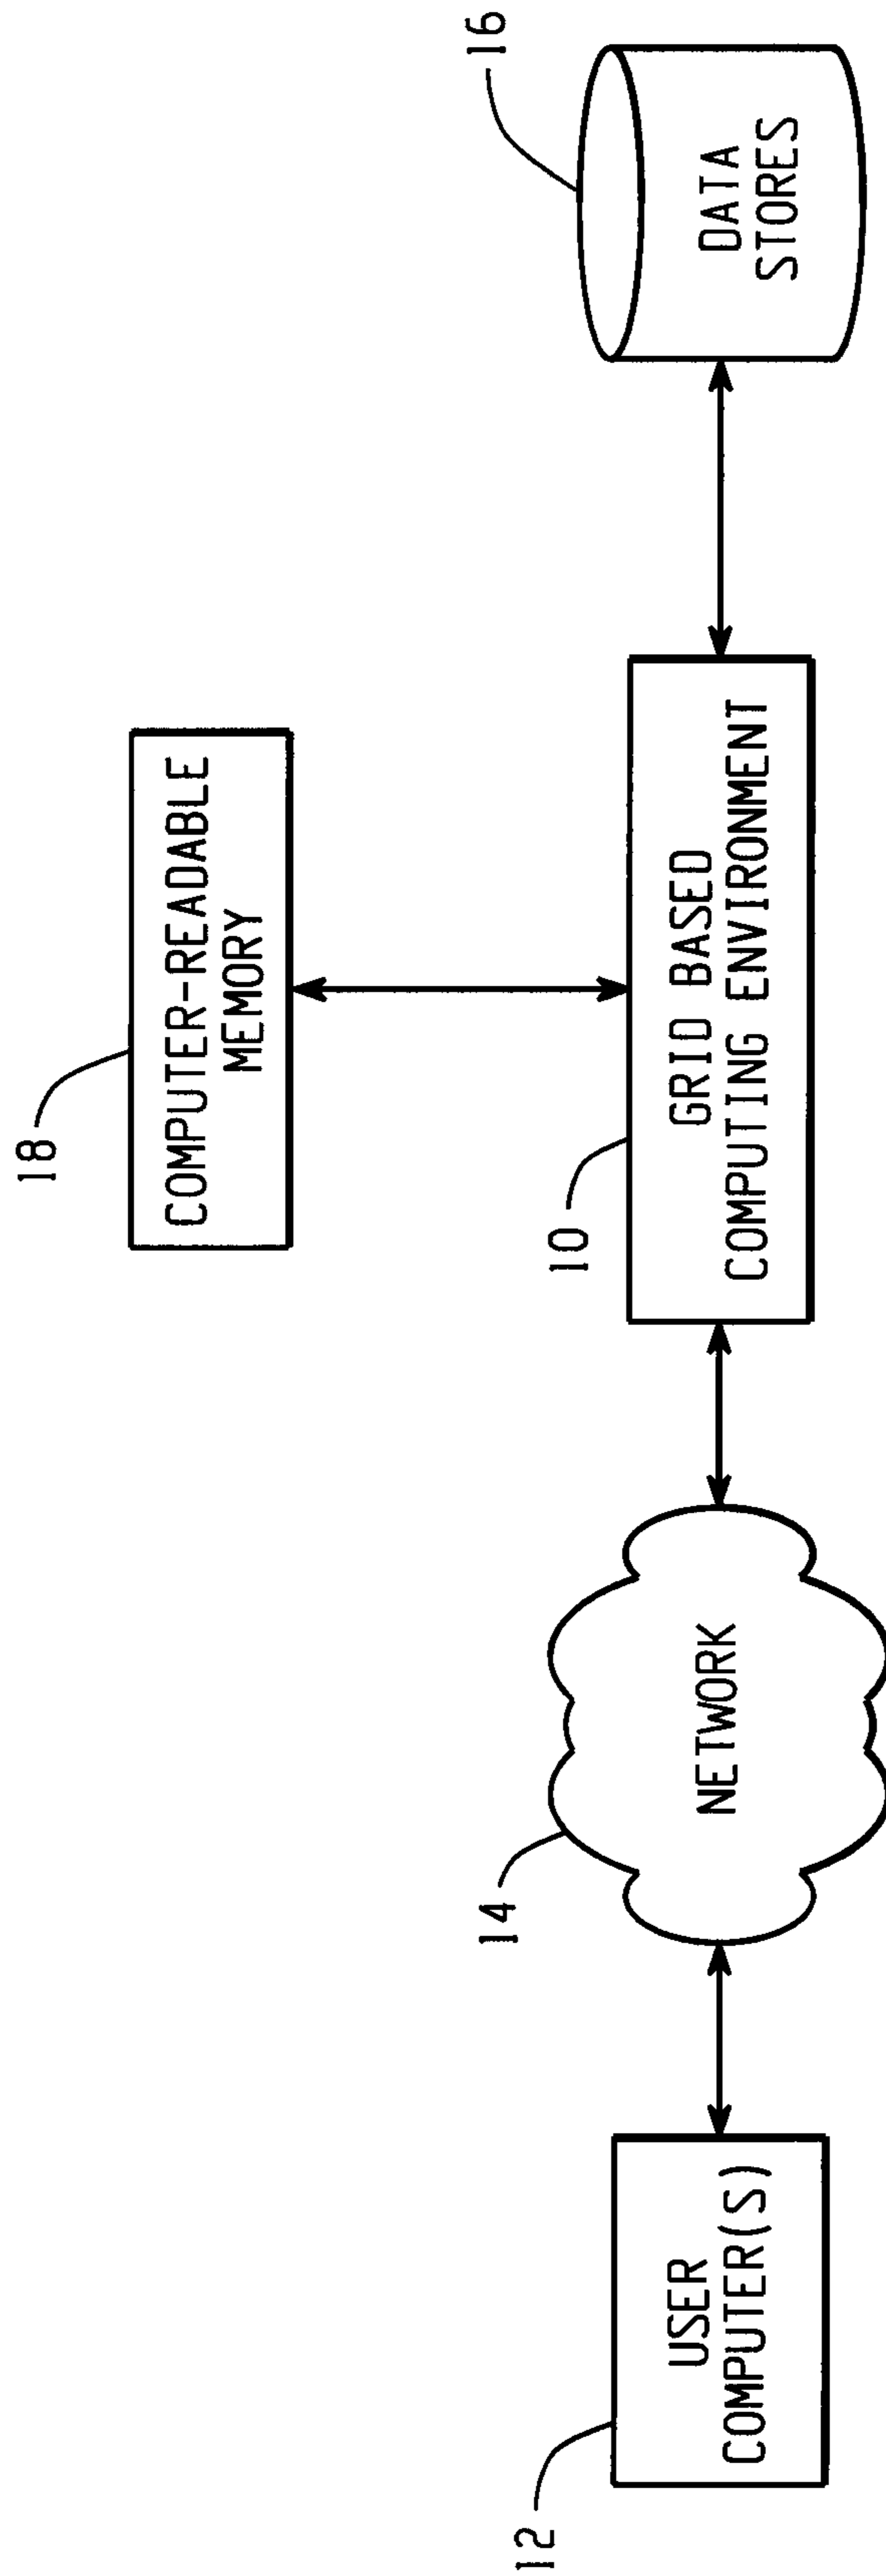 18
COMPUTER-READABLE
MEMORY
16
12
USER
COMPUTER(S)
14
NETWORK
10
GRID BASED
COMPUTING ENVIRONMENT
DATA
STORES